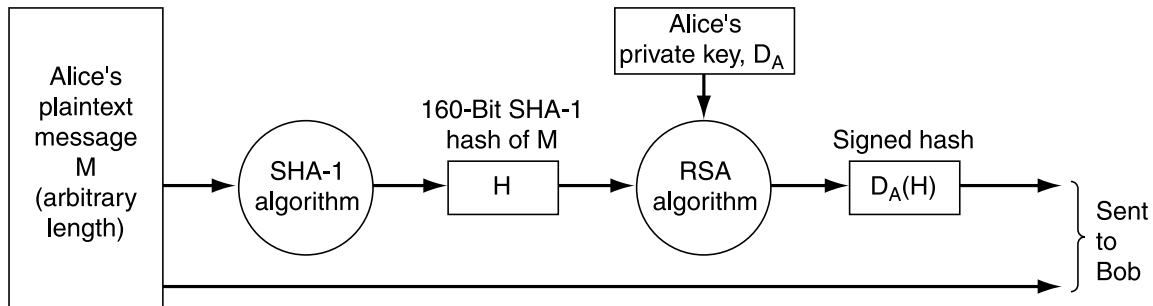 Alice's
plaintext
message
M
(arbitrary
length)
SHA-1
algorithm
160-Bit SHA-1
hash of M
H
Alice's
private key, D_A
RSA
algorithm
Signed hash
D_A(H)
Sent
to
Bob